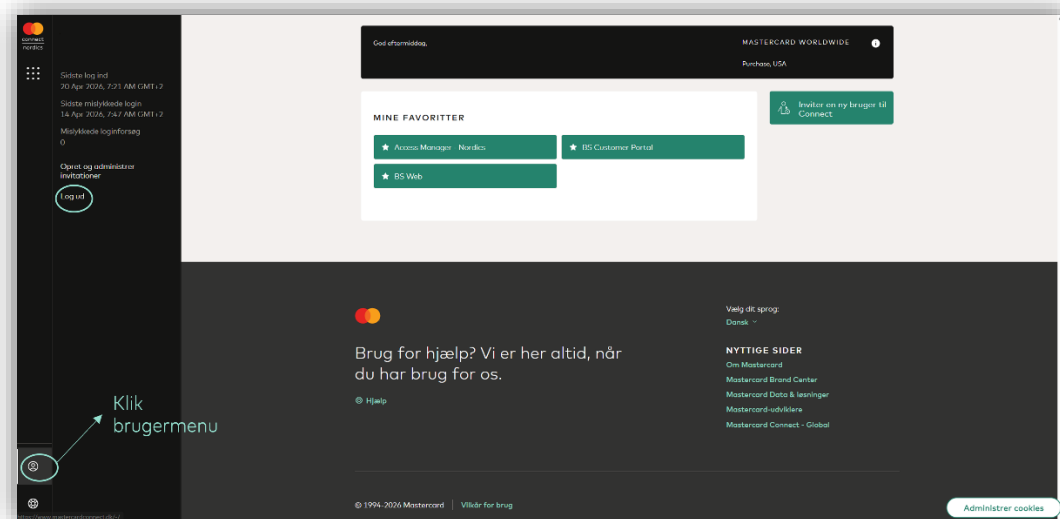 connect
nordics
Sidste log ind
20 Apr 2026, 7:21 AM GMT+2
Sidste mislykkede login
14 Apr 2026, 7:47 AM GMT+2
Mislykkede loginforsøg
0
Opret og administrer
invitationer
Log ud
God eftermiddag,
MASTERCARD WORLDWIDE
Purchase, USA
MINE FAVORITTER
Access Manager - Nordics
BS Customer Portal
BS Web
Inviter en ny bruger til
Connect
Klik
brugermenu
Brug for hjælp? Vi er her altid, når
du har brug for os.
Hjælp
Vælg dit sprog:
Dansk
NYTTIGE SIDER
Om Mastercard
Mastercard Brand Center
Mastercard Data & løsninger
Mastercard-udviklere
Mastercard Connect - Global
© 1994-2026 Mastercard | Vilkår for brug
Administrer cookies